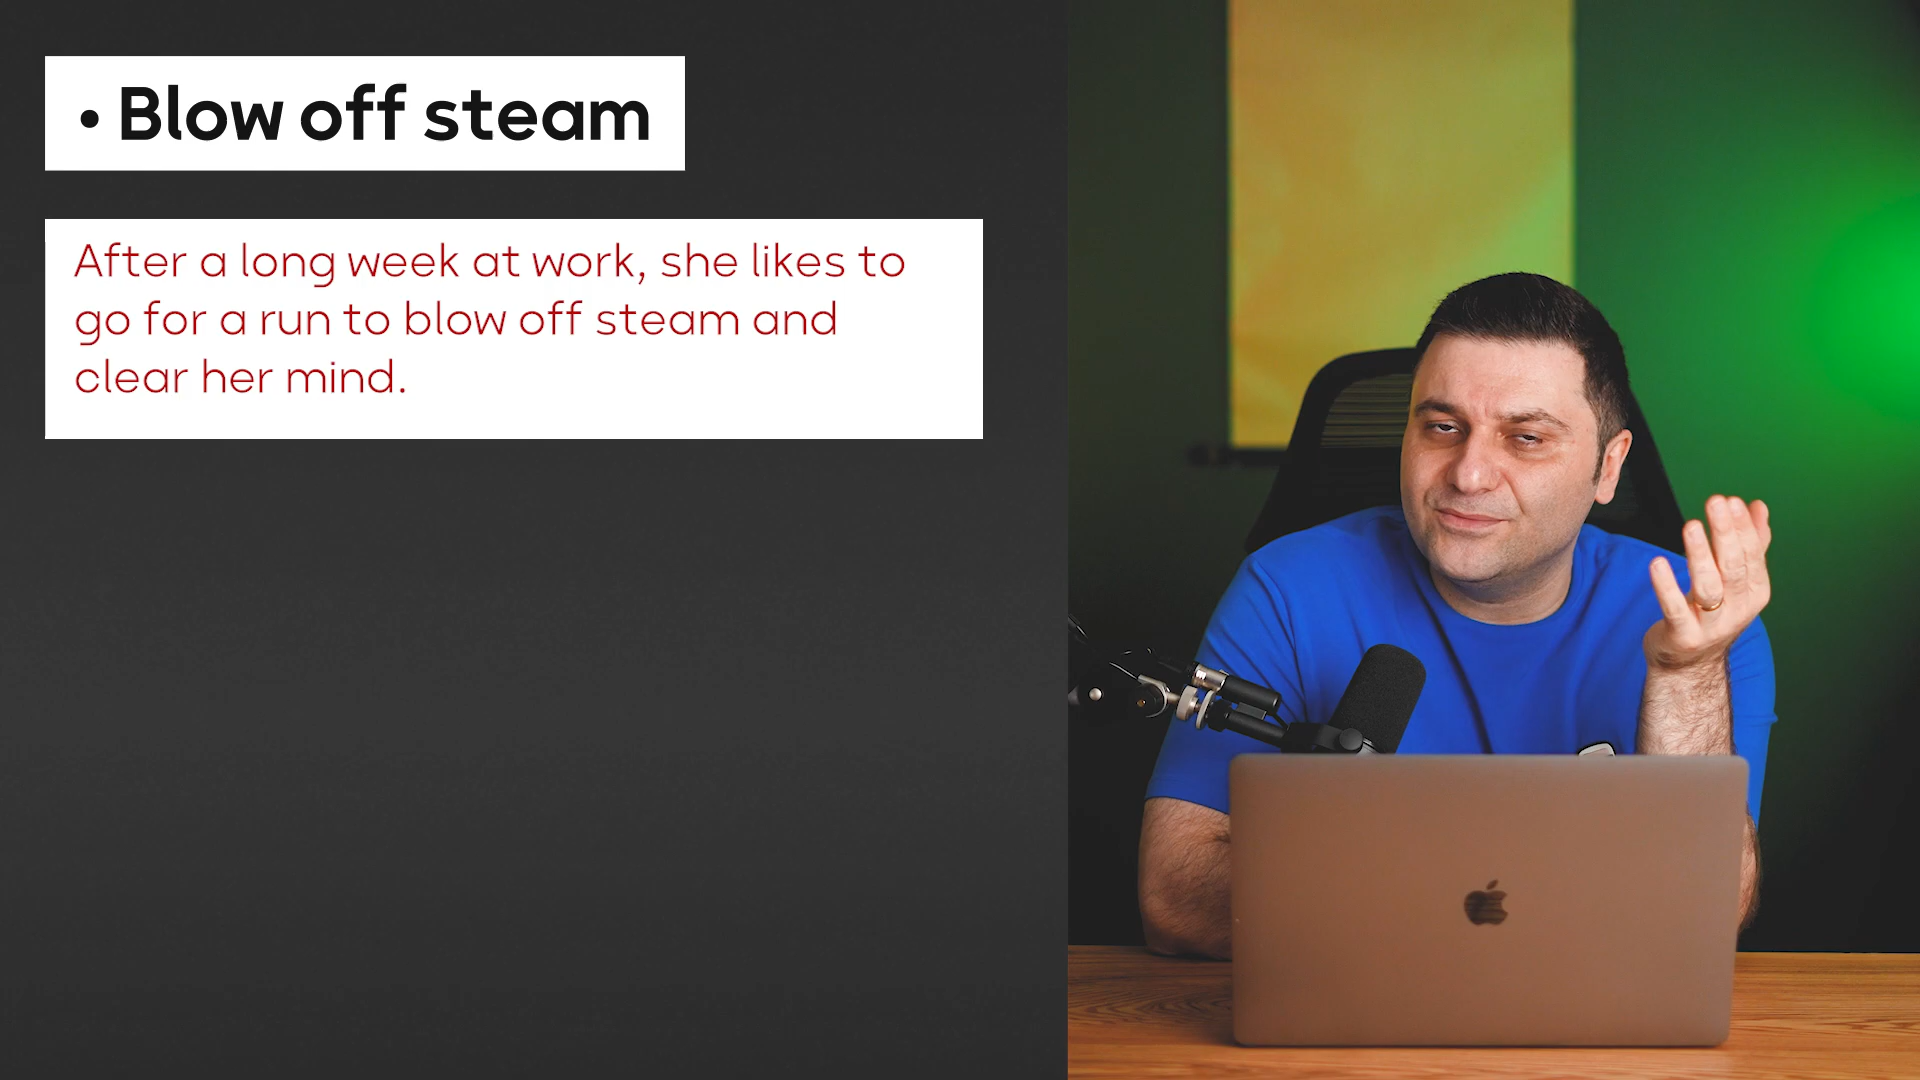 • Blow off steam
After a long week at work, she likes to
go for a run to blow off steam and
clear her mind.